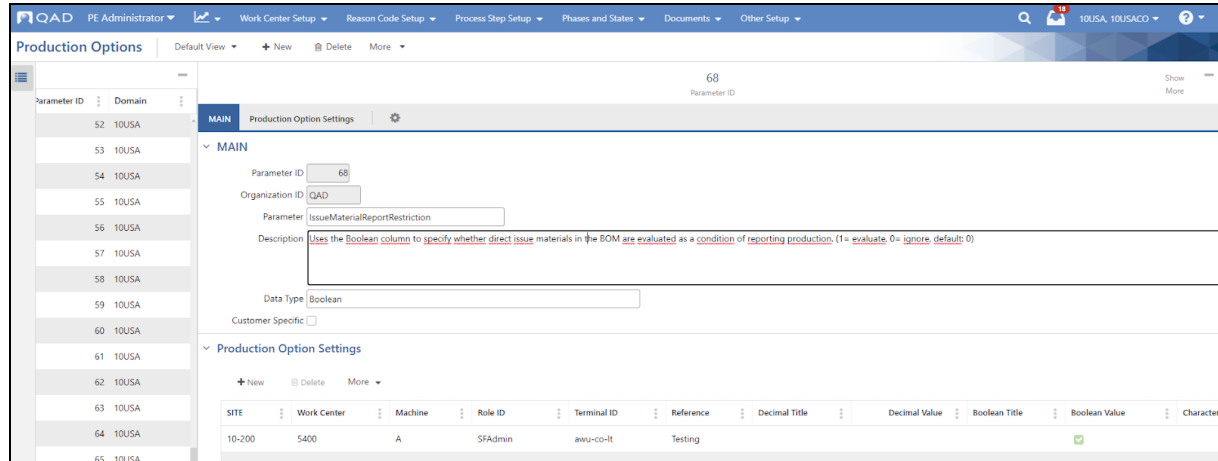 QAD PE Administrator Work Center Setup Reason Code Setup Process Step Setup Phases and States Documents Other Setup 18 10USA, 10USACO ?
Production Options Default View + New Delete More
68
Parameter ID
Show
More
Parameter ID Domain
52 10USA
53 10USA
54 10USA
55 10USA
56 10USA
57 10USA
58 10USA
59 10USA
60 10USA
61 10USA
62 10USA
63 10USA
64 10USA
65 10USA
MAIN Production Option Settings
MAIN
Parameter ID 68
Organization ID QAD
Parameter IssueMaterialReportRestriction
Description Uses the Boolean column to specify whether direct issue materials in the BOM are evaluated as a condition of reporting production. (1= evaluate, 0= ignore, default: 0)
Data Type Boolean
Customer Specific
Production Option Settings
+ New Delete More
SITE Work Center Machine Role ID Terminal ID Reference Decimal Title Decimal Value Boolean Title Boolean Value Character
10-200 5400 A SFAdmin awu-co-lt Testing